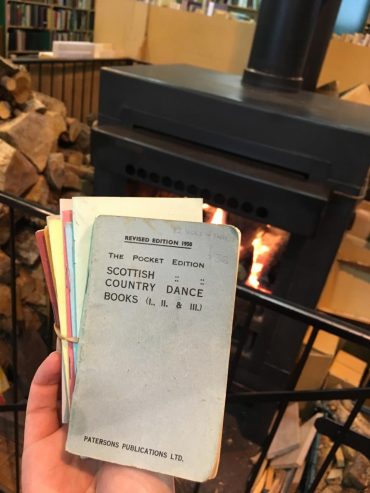 REVISED EDITION 1950
THE POCKET EDITION
SCOTTISH :: ::
COUNTRY DANCE
BOOKS (I., II. & III.)
PATERSONS PUBLICATIONS LTD.